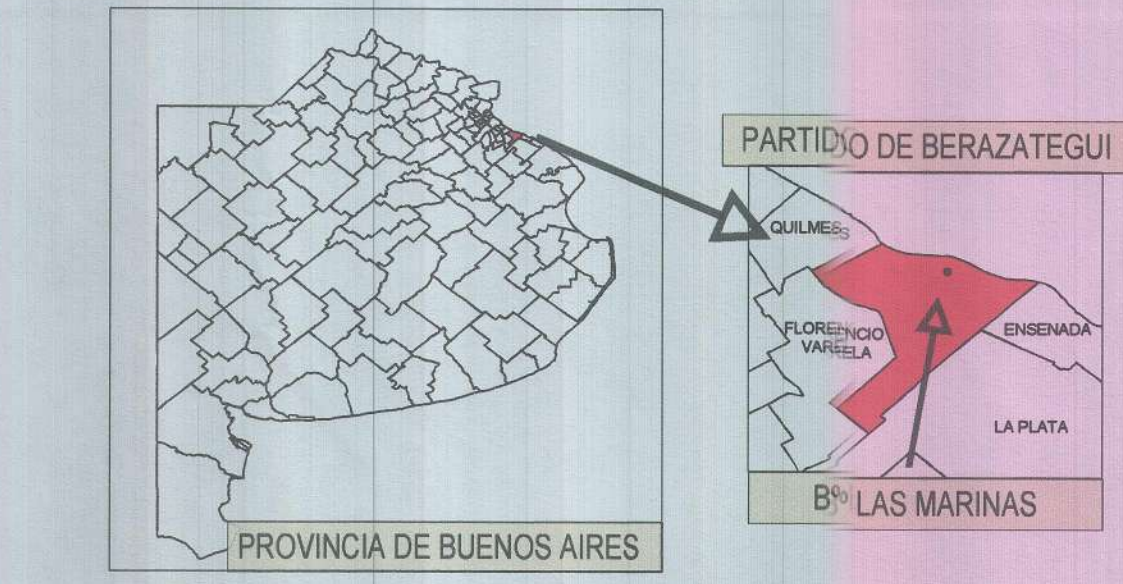 PARTIDO DE BERAZATEGUI
QUILMES
FLORENCIO
VARELA
ENSENADA
LA PLATA
Bº LAS MARINAS
PROVINCIA DE BUENOS AIRES